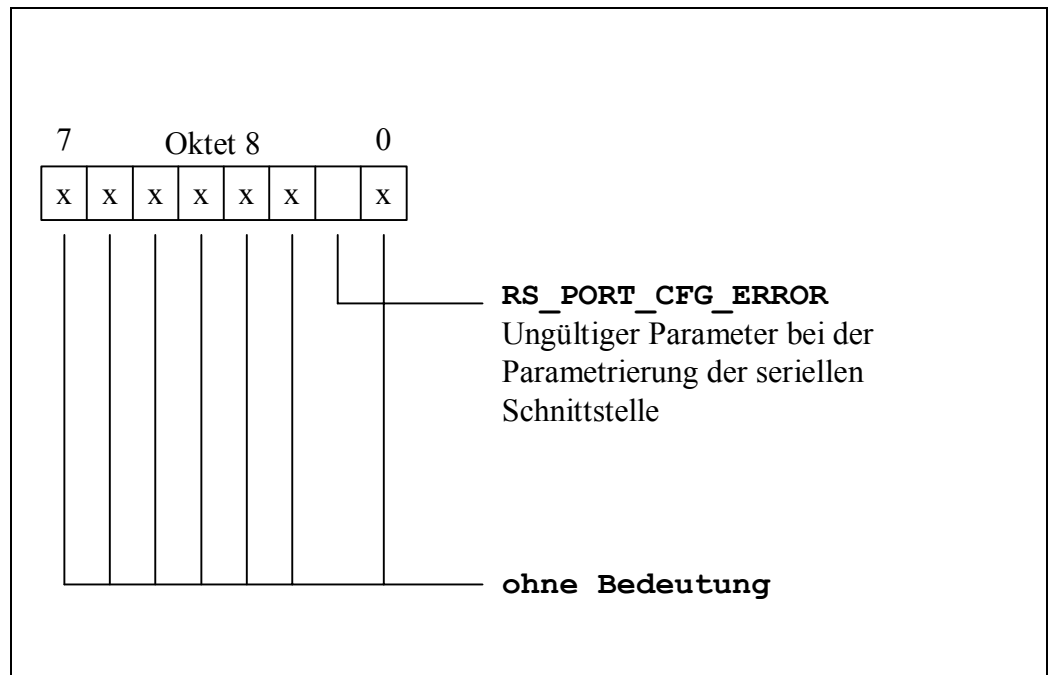 7 Oktet 8 0
x x x x x x x
RS_PORT_CFG_ERROR
Ungültiger Parameter bei der
Parametrierung der seriellen
Schnittstelle
ohne Bedeutung